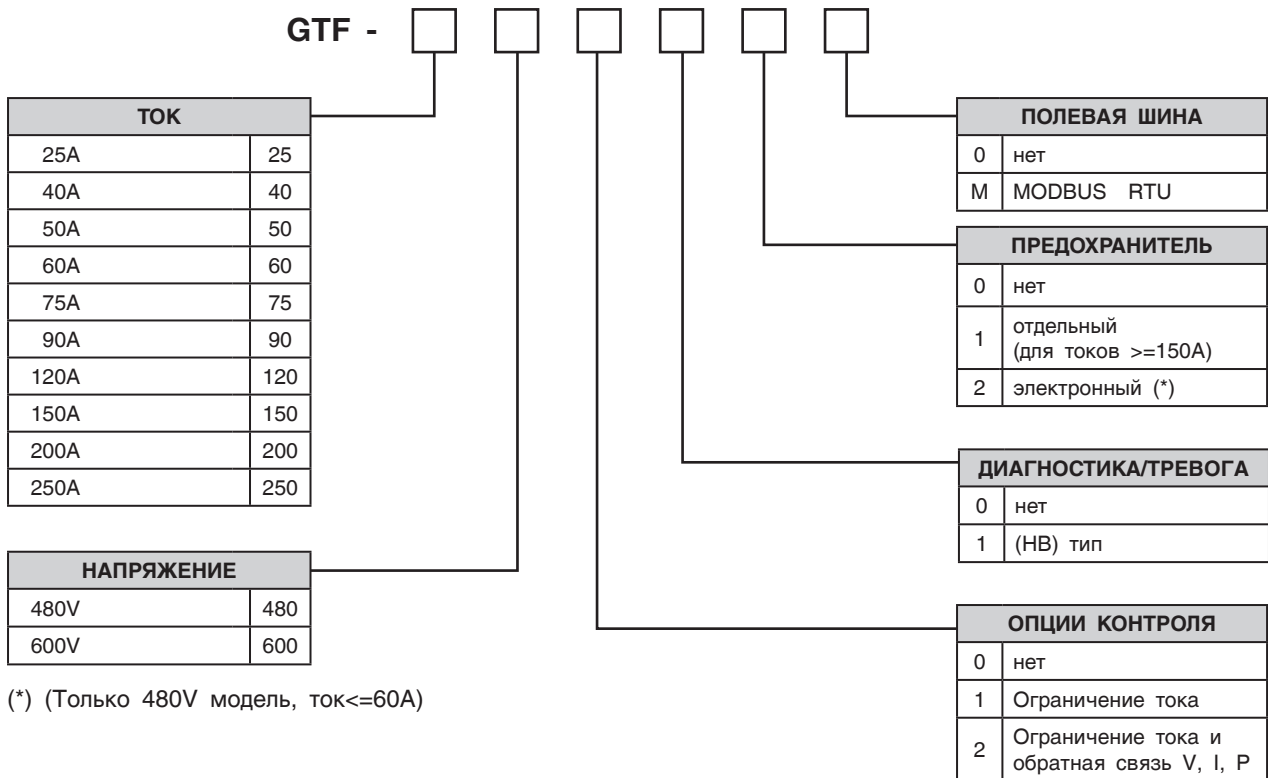 GTF -
ТОК
25A 25
40A 40
50A 50
60A 60
75A 75
90A 90
120A 120
150A 150
200A 200
250A 250
НАПРЯЖЕНИЕ
480V 480
600V 600
(*) (Только 480V модель, ток<=60A)
ПОЛЕВАЯ ШИНА
0 нет
M MODBUS RTU
ПРЕДОХРАНИТЕЛЬ
0 нет
1 отдельный
(для токов >=150A)
2 электронный (*)
ДИАГНОСТИКА/ТРЕВОГА
0 нет
1 (HB) тип
ОПЦИИ КОНТРОЛЯ
0 нет
1 Ограничение тока
2 Ограничение тока и
обратная связь V, I, P